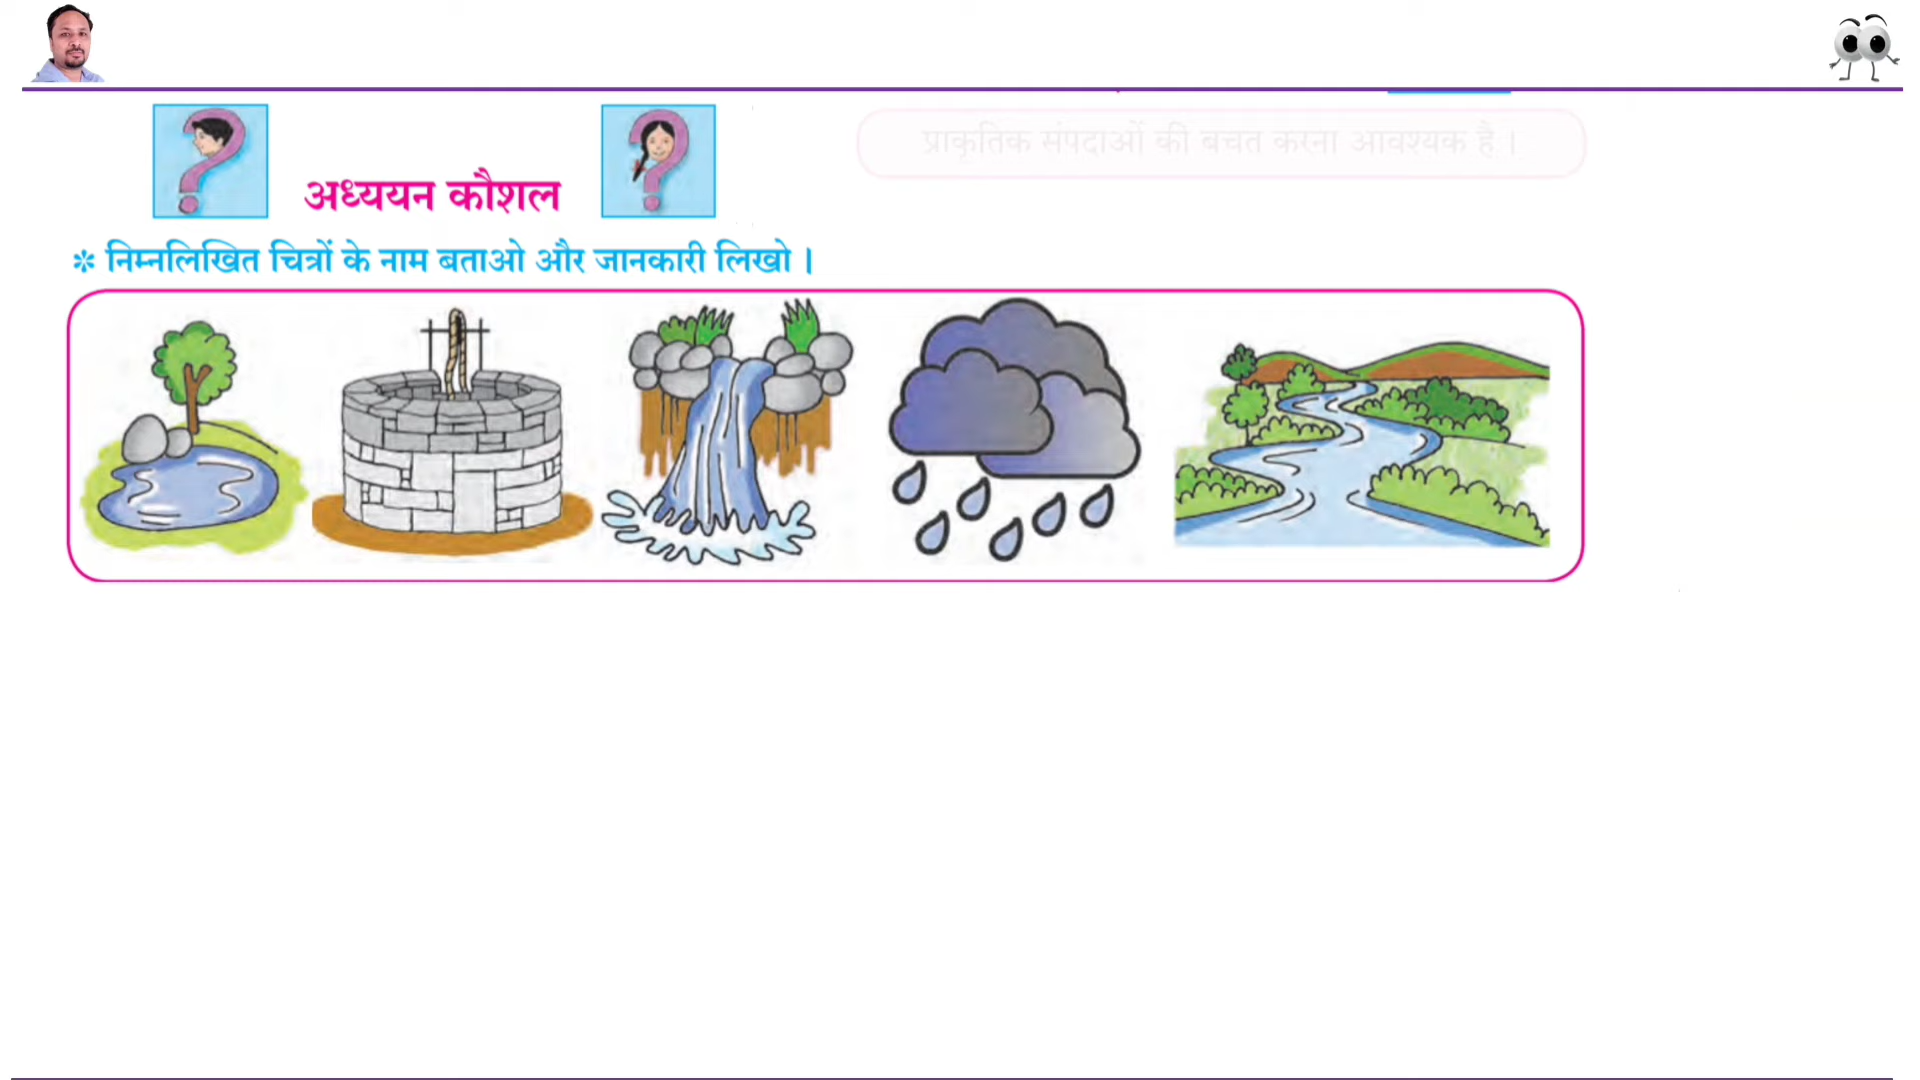 प्राकृतिक संपदाओं की बचत करना आवश्यक है ।
अध्ययन कौशल
* निम्नलिखित चित्रों के नाम बताओ और जानकारी लिखो ।